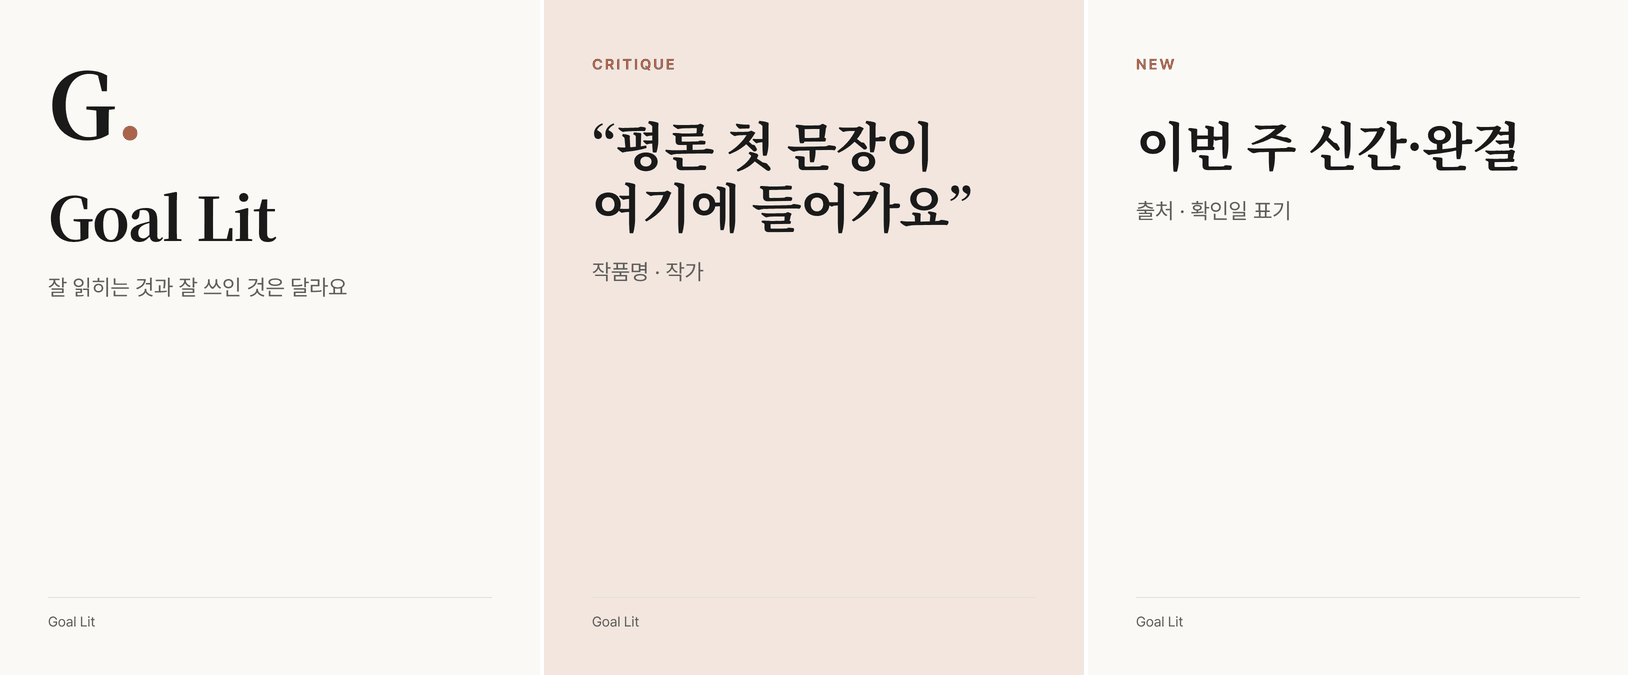 G.
Goal Lit
잘 읽히는 것과 잘 쓰인 것은 달라요
Goal Lit
CRITIQUE
“평론 첫 문장이
여기에 들어가요”
작품명 · 작가
Goal Lit
NEW
이번 주 신간·완결
출처 · 확인일 표기
Goal Lit